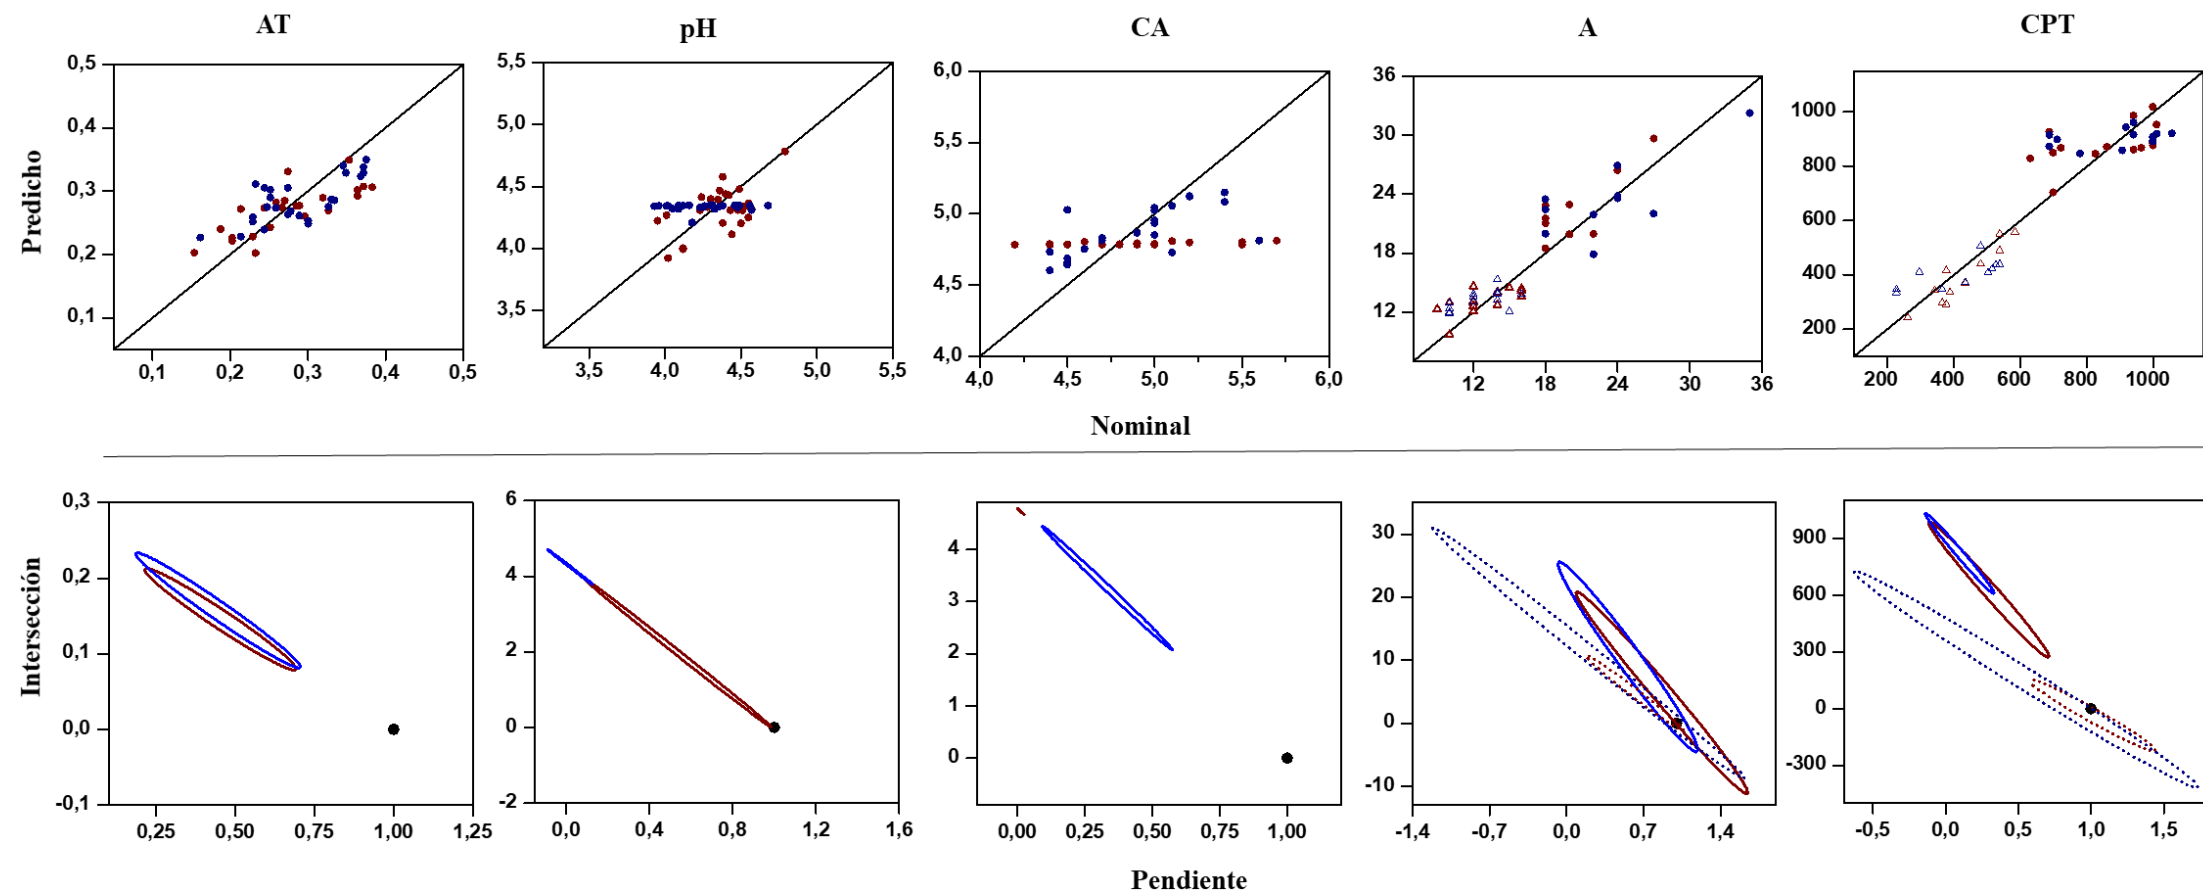 AT pH CA A CPT
Predicho
0,5 0,4 0,3 0,2 0,1
0,1 0,2 0,3 0,4 0,5
5,5 5,0 4,5 4,0 3,5
3,5 4,0 4,5 5,0 5,5
6,0 5,5 5,0 4,5 4,0
4,0 4,5 5,0 5,5 6,0
36 30 24 18 12
12 18 24 30 36
1000 800 600 400 200
200 400 600 800 1000
Nominal
Intersección
0,3 0,2 0,1 0,0 -0,1
0,25 0,50 0,75 1,00 1,25
6 4 2 0 -2
0,0 0,4 0,8 1,2 1,6
4 3 2 1 0
0,00 0,25 0,50 0,75 1,00
30 20 10 0 -10
-1,4 -0,7 0,0 0,7 1,4
900 600 300 0 -300
-0,5 0,0 0,5 1,0 1,5
Pendiente